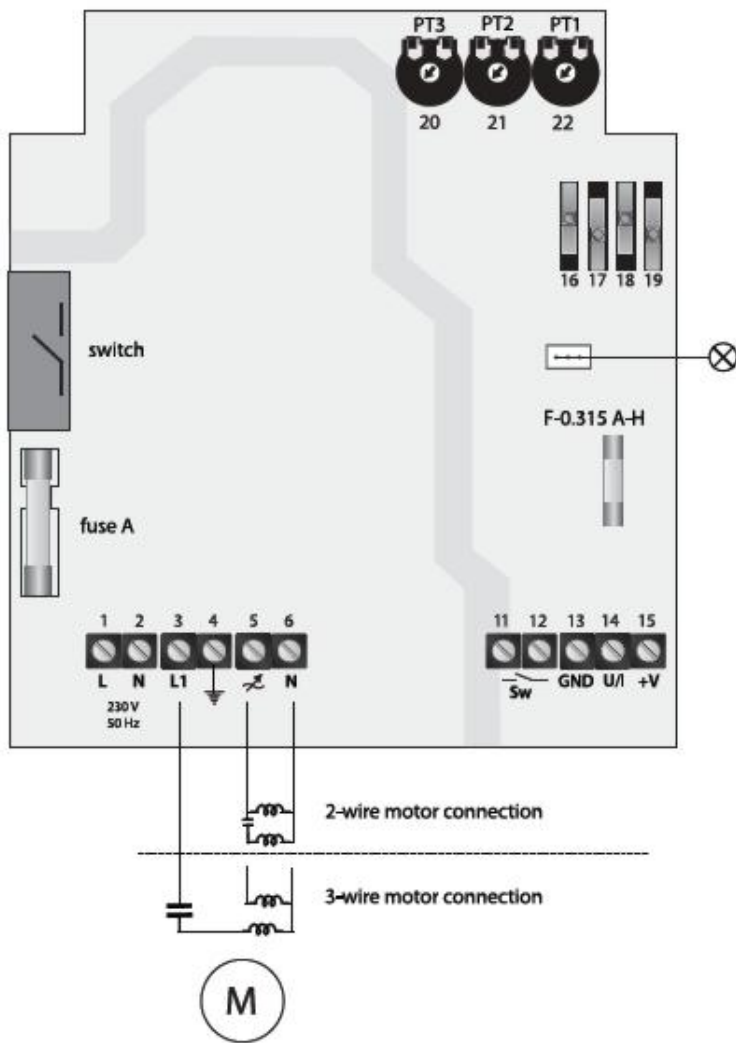 PT3 PT2 PT1
20 21 22
16 17 18 19
switch
F-0.315 A-H
fuse A
1 2 3 4 5 6 11 12 13 14 15
L N L1 N Sw GND U/I +V
230 V
50 Hz
2-wire motor connection
3-wire motor connection
M